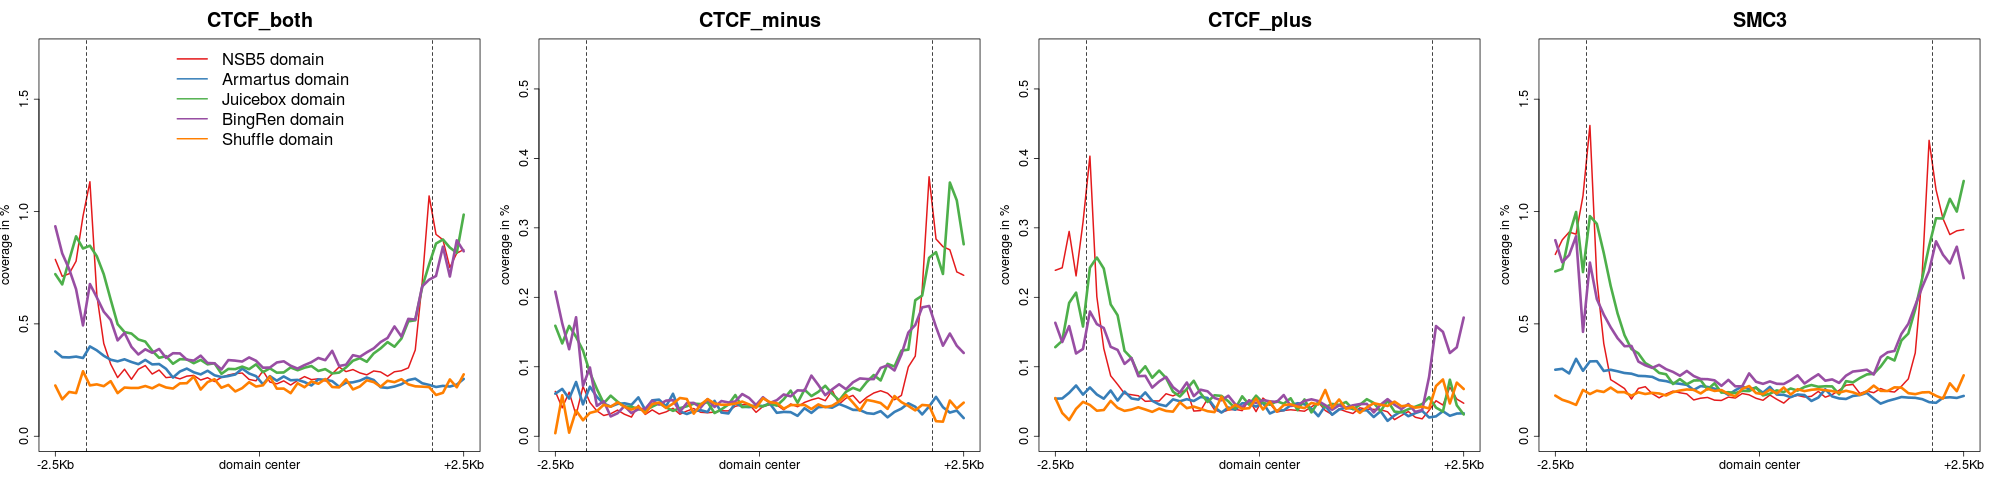 CTCF_both
NSB5 domain
Armartus domain
Juicebox domain
BingRen domain
Shuffle domain
coverage in %
0.0
0.5
1.0
1.5
-2.5Kb
domain center
+2.5Kb
CTCF_minus
coverage in %
0.0
0.1
0.2
0.3
0.4
0.5
-2.5Kb
domain center
+2.5Kb
CTCF_plus
coverage in %
0.0
0.1
0.2
0.3
0.4
0.5
-2.5Kb
domain center
+2.5Kb
SMC3
coverage in %
0.0
0.5
1.0
1.5
-2.5Kb
domain center
+2.5Kb